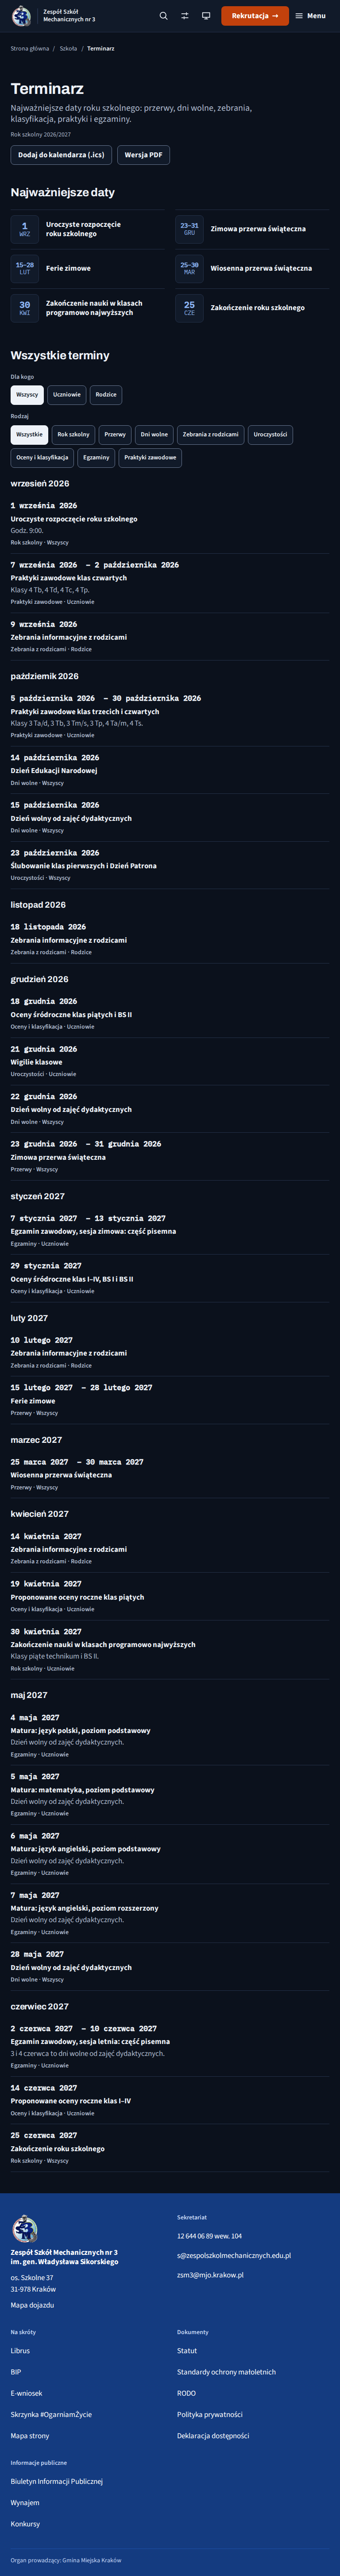 Zespół Szkół
Mechanicznych nr 3
Rekrutacja →
Menu
Strona główna / Szkoła / Terminarz
Terminarz
Najważniejsze daty roku szkolnego: przerwy, dni wolne, zebrania,
klasyfikacja, praktyki i egzaminy.
Rok szkolny 2026/2027
Dodaj do kalendarza (.ics)
Wersja PDF
Najważniejsze daty
1
WRZ
Uroczyste rozpoczęcie
roku szkolnego
23–31
GRU
Zimowa przerwa świąteczna
15–28
LUT
Ferie zimowe
25–30
MAR
Wiosenna przerwa świąteczna
30
KWI
Zakończenie nauki w klasach
programowo najwyższych
25
CZE
Zakończenie roku szkolnego
Wszystkie terminy
Dla kogo
Wszyscy
Uczniowie
Rodzice
Rodzaj
Wszystkie
Rok szkolny
Przerwy
Dni wolne
Zebrania z rodzicami
Uroczystości
Oceny i klasyfikacja
Egzaminy
Praktyki zawodowe
wrzesień 2026
1 września 2026
Uroczyste rozpoczęcie roku szkolnego
Godz. 9:00.
Rok szkolny · Wszyscy
7 września 2026 – 2 października 2026
Praktyki zawodowe klas czwartych
Klasy 4 Tb, 4 Td, 4 Tc, 4 Tp.
Praktyki zawodowe · Uczniowie
9 września 2026
Zebrania informacyjne z rodzicami
Zebrania z rodzicami · Rodzice
październik 2026
5 października 2026 – 30 października 2026
Praktyki zawodowe klas trzecich i czwartych
Klasy 3 Ta/d, 3 Tb, 3 Tm/s, 3 Tp, 4 Ta/m, 4 Ts.
Praktyki zawodowe · Uczniowie
14 października 2026
Dzień Edukacji Narodowej
Dni wolne · Wszyscy
15 października 2026
Dzień wolny od zajęć dydaktycznych
Dni wolne · Wszyscy
23 października 2026
Ślubowanie klas pierwszych i Dzień Patrona
Uroczystości · Wszyscy
listopad 2026
18 listopada 2026
Zebrania informacyjne z rodzicami
Zebrania z rodzicami · Rodzice
grudzień 2026
18 grudnia 2026
Oceny śródroczne klas piątych i BS II
Oceny i klasyfikacja · Uczniowie
21 grudnia 2026
Wigilie klasowe
Uroczystości · Uczniowie
22 grudnia 2026
Dzień wolny od zajęć dydaktycznych
Dni wolne · Wszyscy
23 grudnia 2026 – 31 grudnia 2026
Zimowa przerwa świąteczna
Przerwy · Wszyscy
styczeń 2027
7 stycznia 2027 – 13 stycznia 2027
Egzamin zawodowy, sesja zimowa: część pisemna
Egzaminy · Uczniowie
29 stycznia 2027
Oceny śródroczne klas I–IV, BS I i BS II
Oceny i klasyfikacja · Uczniowie
luty 2027
10 lutego 2027
Zebrania informacyjne z rodzicami
Zebrania z rodzicami · Rodzice
15 lutego 2027 – 28 lutego 2027
Ferie zimowe
Przerwy · Wszyscy
marzec 2027
25 marca 2027 – 30 marca 2027
Wiosenna przerwa świąteczna
Przerwy · Wszyscy
kwiecień 2027
14 kwietnia 2027
Zebrania informacyjne z rodzicami
Zebrania z rodzicami · Rodzice
19 kwietnia 2027
Proponowane oceny roczne klas piątych
Oceny i klasyfikacja · Uczniowie
30 kwietnia 2027
Zakończenie nauki w klasach programowo najwyższych
Klasy piąte technikum i BS II.
Rok szkolny · Uczniowie
maj 2027
4 maja 2027
Matura: język polski, poziom podstawowy
Dzień wolny od zajęć dydaktycznych.
Egzaminy · Uczniowie
5 maja 2027
Matura: matematyka, poziom podstawowy
Dzień wolny od zajęć dydaktycznych.
Egzaminy · Uczniowie
6 maja 2027
Matura: język angielski, poziom podstawowy
Dzień wolny od zajęć dydaktycznych.
Egzaminy · Uczniowie
7 maja 2027
Matura: język angielski, poziom rozszerzony
Dzień wolny od zajęć dydaktycznych.
Egzaminy · Uczniowie
28 maja 2027
Dzień wolny od zajęć dydaktycznych
Dni wolne · Wszyscy
czerwiec 2027
2 czerwca 2027 – 10 czerwca 2027
Egzamin zawodowy, sesja letnia: część pisemna
3 i 4 czerwca to dni wolne od zajęć dydaktycznych.
Egzaminy · Uczniowie
14 czerwca 2027
Proponowane oceny roczne klas I–IV
Oceny i klasyfikacja · Uczniowie
25 czerwca 2027
Zakończenie roku szkolnego
Rok szkolny · Wszyscy
Zespół Szkół Mechanicznych nr 3
im. gen. Władysława Sikorskiego
os. Szkolne 37
31-978 Kraków
Mapa dojazdu
Sekretariat
12 644 06 89 wew. 104
s@zespolszkolmechanicznych.edu.pl
zsm3@mjo.krakow.pl
Na skróty
Librus
BIP
E-wniosek
Skrzynka #OgarniamŻycie
Mapa strony
Dokumenty
Statut
Standardy ochrony małoletnich
RODO
Polityka prywatności
Deklaracja dostępności
Informacje publiczne
Biuletyn Informacji Publicznej
Wynajem
Konkursy
Organ prowadzący: Gmina Miejska Kraków